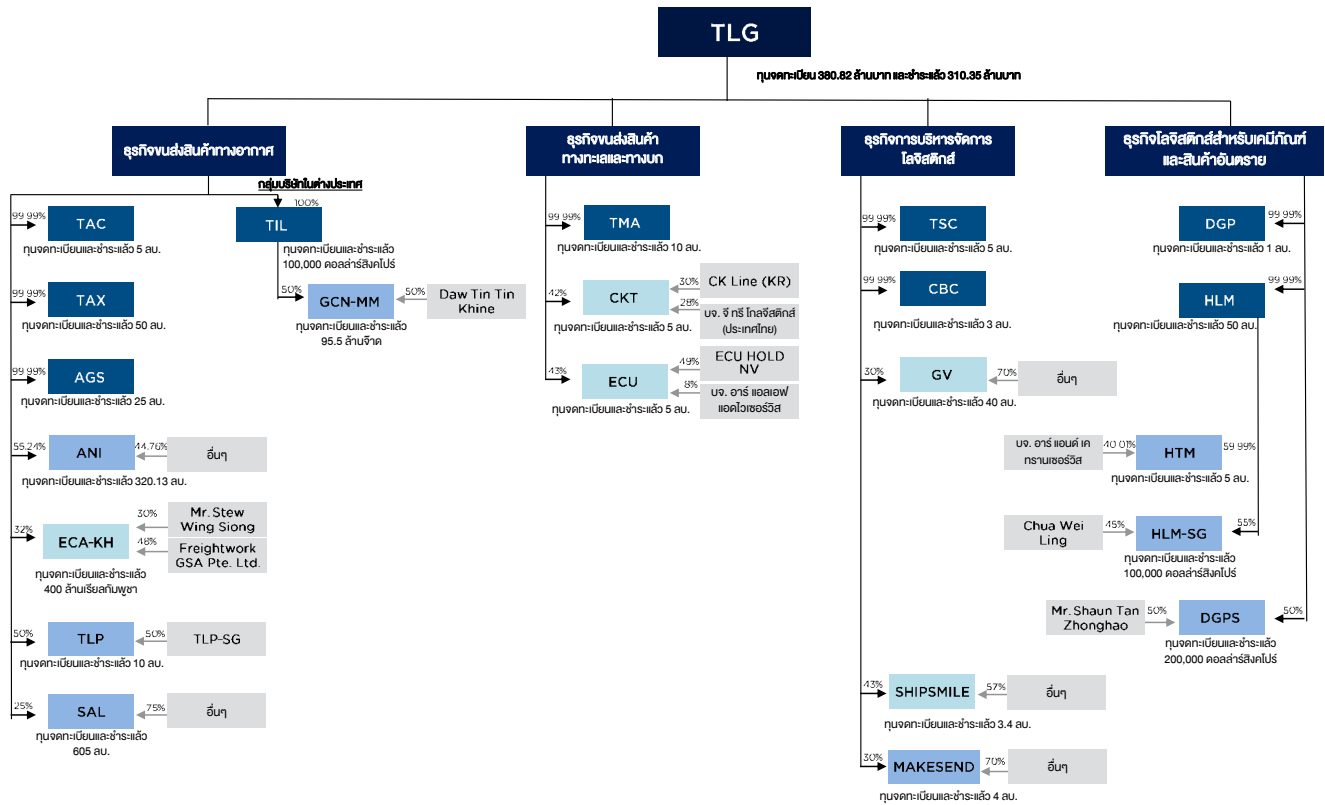 TLG
ทุนจดทะเบียน 380.82 ล้านบาท และชำระแล้ว 310.35 ล้านบาท
ธุรกิจขนส่งสินค้าทางอากาศ
กลุ่มบริษัทในต่างประเทศ
99.99%
TAC
ทุนจดทะเบียนและชำระแล้ว 5 ลบ.
100%
TIL
ทุนจดทะเบียนและชำระแล้ว
100,000 ดอลล่าร์สิงคโปร์
99.99%
TAX
ทุนจดทะเบียนและชำระแล้ว 50 ลบ.
50%
GCN-MM
50%
Daw Tin Tin
Khine
ทุนจดทะเบียนและชำระแล้ว
95.5 ล้านจ๊าด
99.99%
AGS
ทุนจดทะเบียนและชำระแล้ว 25 ลบ.
55.24%
ANI
44.76%
อื่นๆ
ทุนจดทะเบียนและชำระแล้ว 320.13 ลบ.
32%
ECA-KH
30%
Mr. Stew
Wing Siong
48%
Freightwork
GSA Pte. Ltd.
ทุนจดทะเบียนและชำระแล้ว
400 ล้านเรียลกัมพูชา
50%
TLP
50%
TLP-SG
ทุนจดทะเบียนและชำระแล้ว 10 ลบ.
25%
SAL
75%
อื่นๆ
ทุนจดทะเบียนและชำระแล้ว
605 ลบ.
ธุรกิจขนส่งสินค้า
ทางทะเลและทางบก
99.99%
TMA
ทุนจดทะเบียนและชำระแล้ว 10 ลบ.
42%
CKT
30%
CK Line (KR)
28%
บจ. จี ทรี โกลจีสติกส์
(ประเทศไทย)
ทุนจดทะเบียนและชำระแล้ว 5 ลบ.
43%
ECU
49%
ECU HOLD
NV
8%
บจ. อาร์ แอลเอฟ
แอดไวเซอร์วิส
ทุนจดทะเบียนและชำระแล้ว 5 ลบ.
ธุรกิจการบริหารจัดการ
โลจิสติกส์
99.99%
TSC
ทุนจดทะเบียนและชำระแล้ว 5 ลบ.
99.99%
CBC
ทุนจดทะเบียนและชำระแล้ว 3 ลบ.
30%
GV
70%
อื่นๆ
ทุนจดทะเบียนและชำระแล้ว 40 ลบ.
43%
SHIPSMILE
57%
อื่นๆ
ทุนจดทะเบียนและชำระแล้ว 3.4 ลบ.
30%
MAKESEND
70%
อื่นๆ
ทุนจดทะเบียนและชำระแล้ว 4 ลบ.
ธุรกิจโลจิสติกส์สำหรับเคมีภัณฑ์
และสินค้าอันตราย
DGP
99.99%
ทุนจดทะเบียนและชำระแล้ว 1 ลบ.
HLM
99.99%
ทุนจดทะเบียนและชำระแล้ว 50 ลบ.
บจ. อาร์ แอนด์ เค
ทรานเซอร์วิส
40.01%
HTM
59.99%
ทุนจดทะเบียนและชำระแล้ว 5 ลบ.
Chua Wei
Ling
45%
HLM-SG
55%
ทุนจดทะเบียนและชำระแล้ว
100,000 ดอลล่าร์สิงคโปร์
Mr. Shaun Tan
Zhonghao
50%
DGPS
50%
ทุนจดทะเบียนและชำระแล้ว
200,000 ดอลล่าร์สิงคโปร์